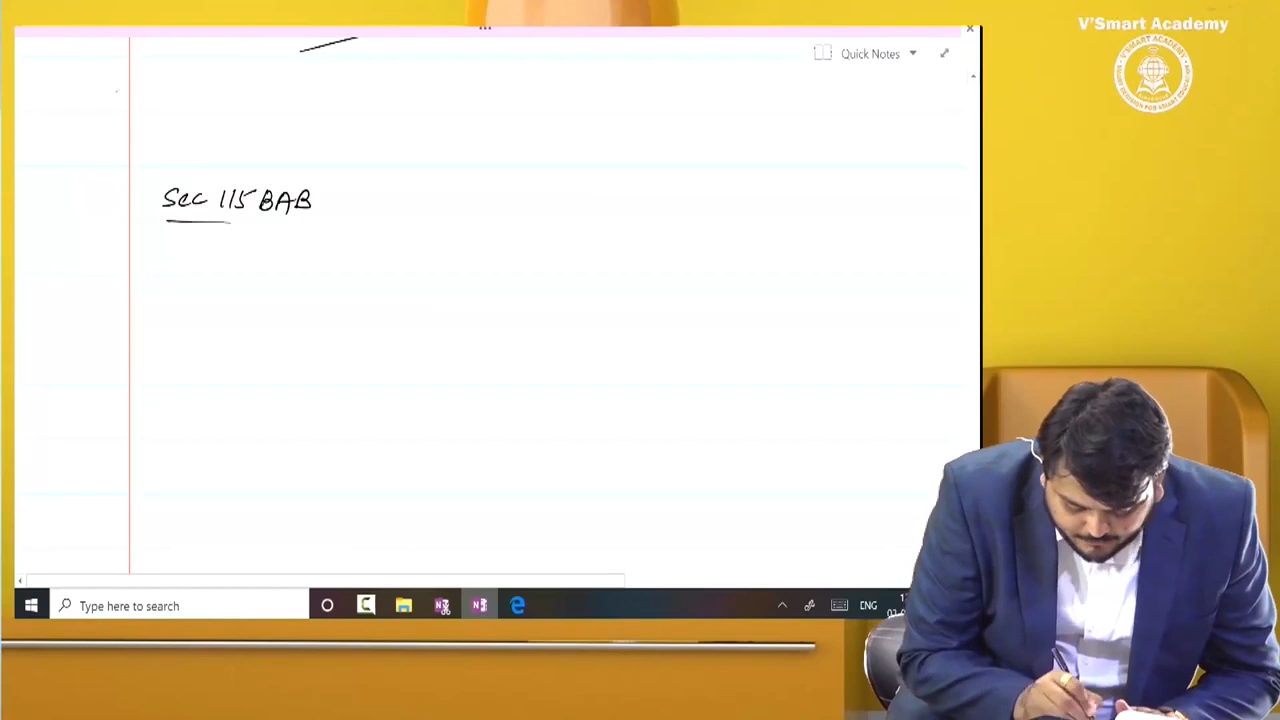 V'Smart Academy
Quick Notes
Sec 115 BAB
Type here to search
ENG